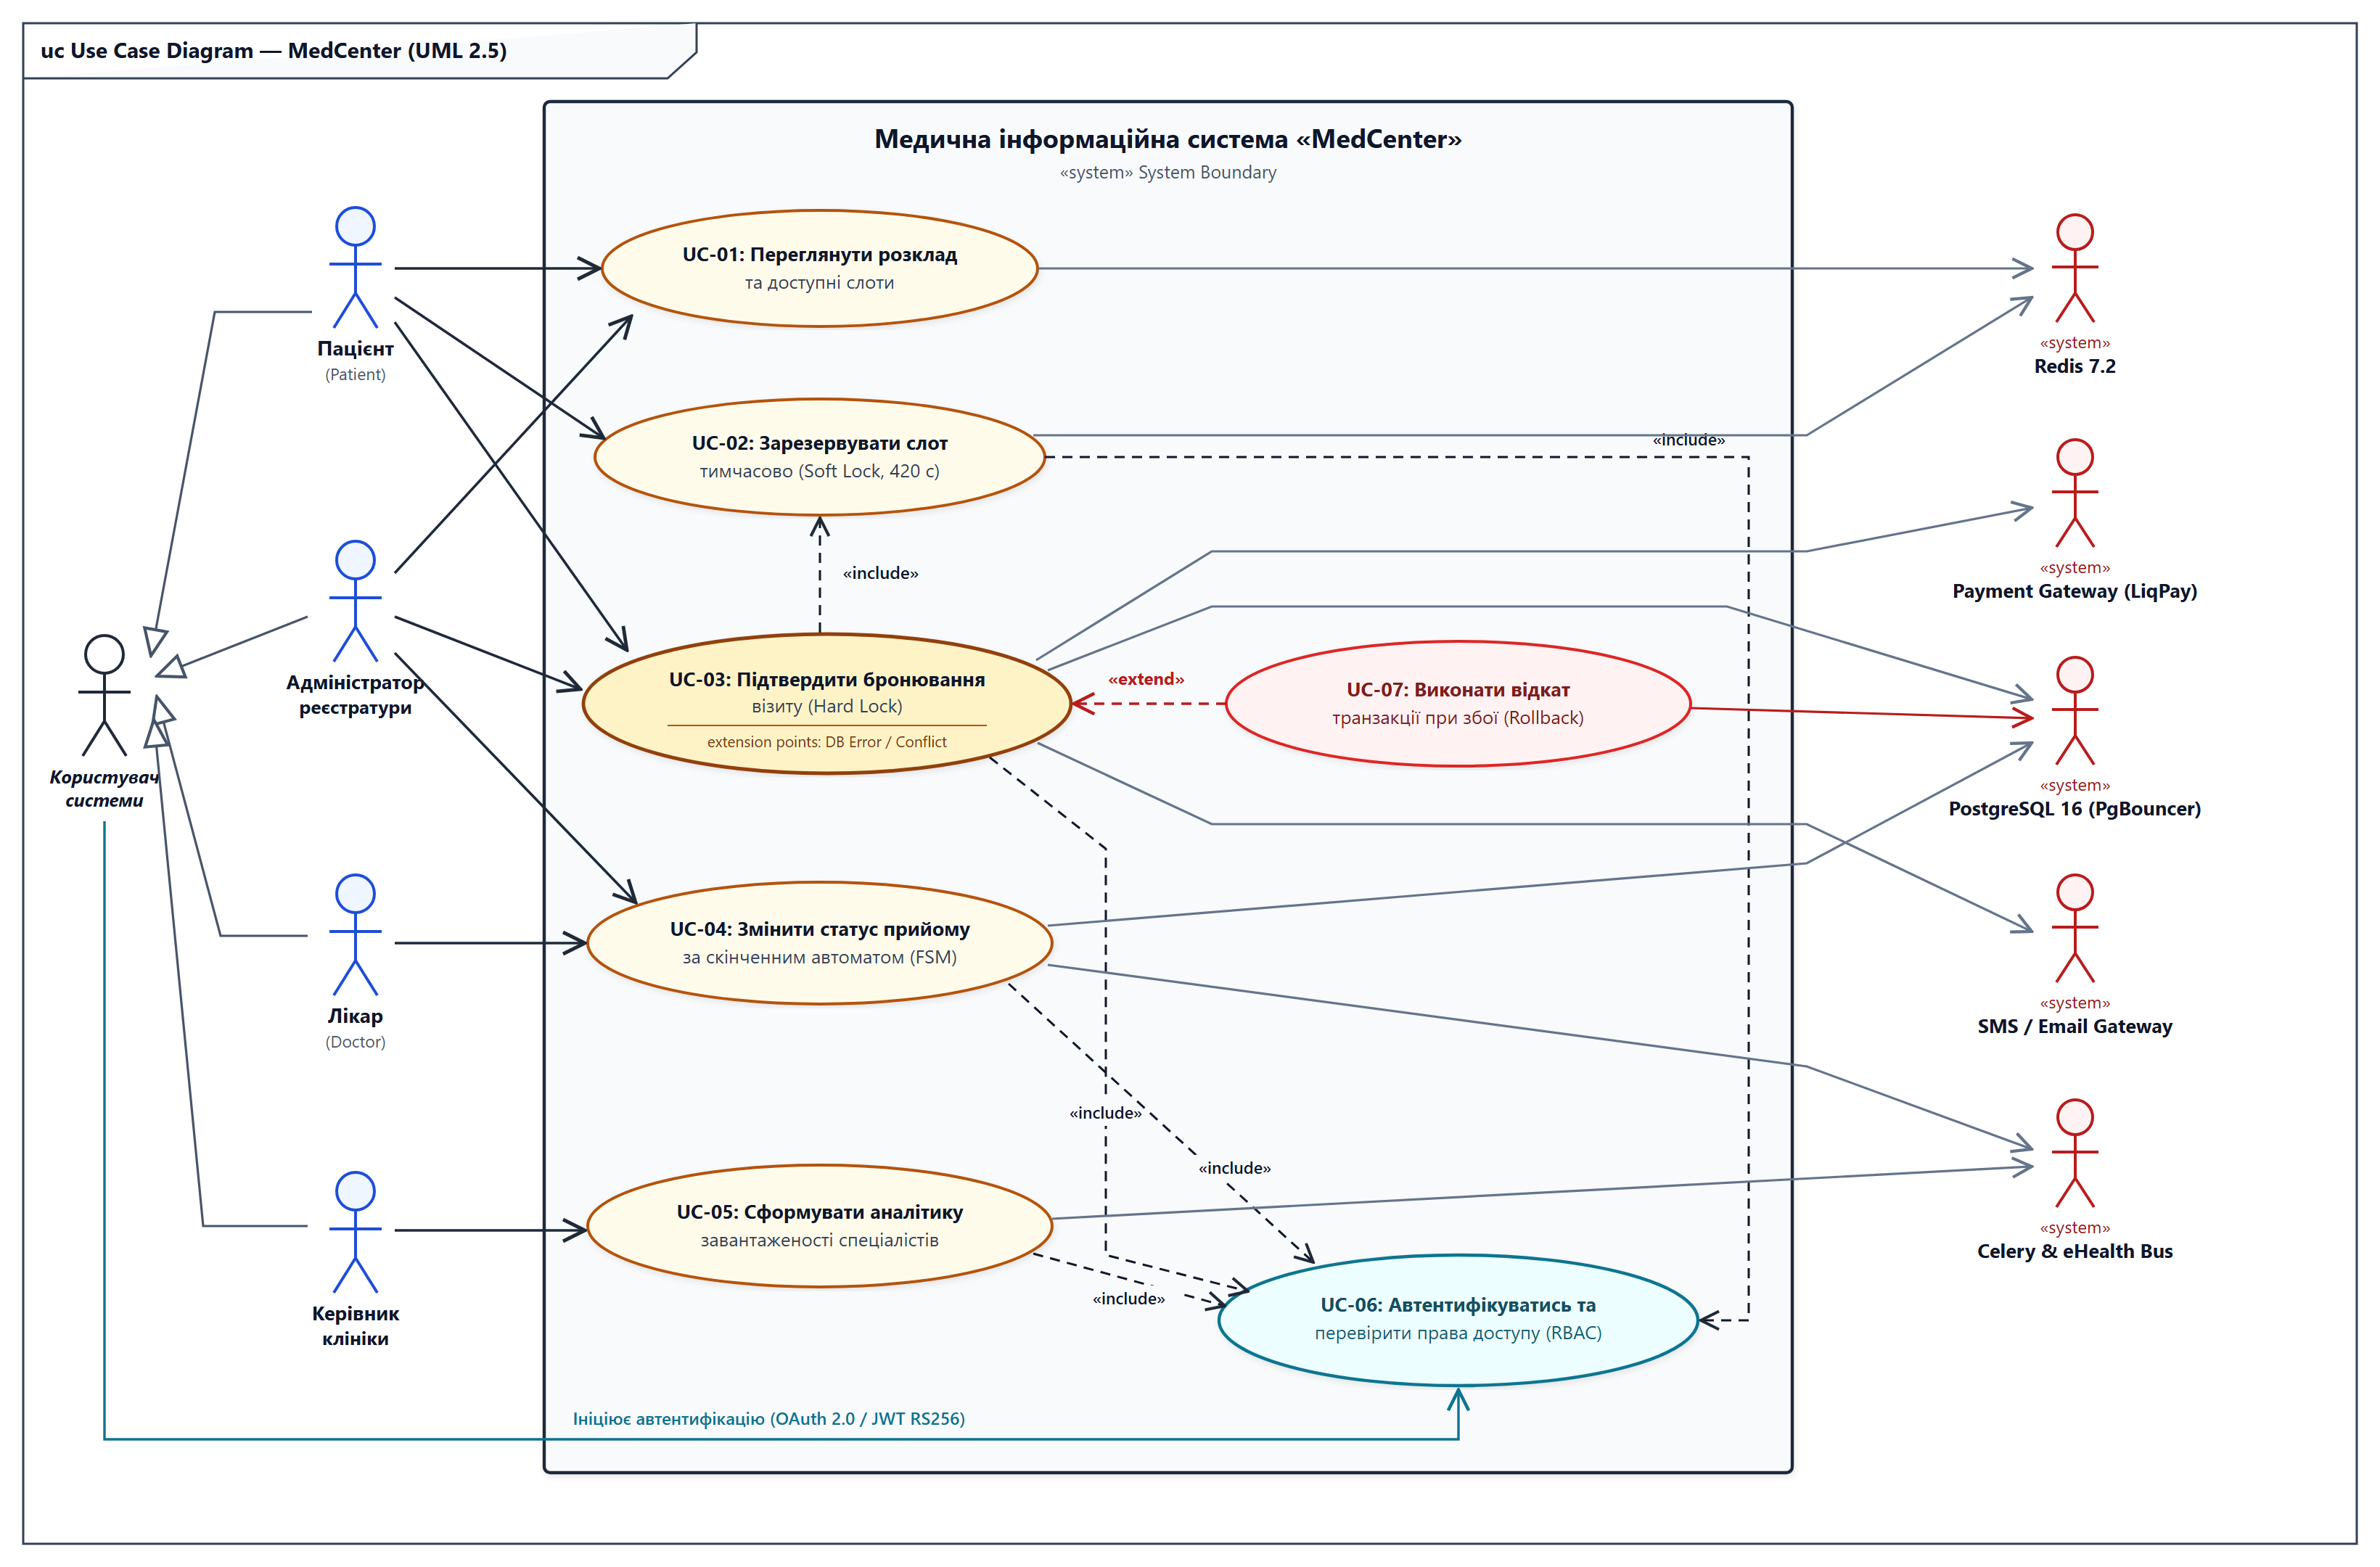 uc Use Case Diagram — MedCenter (UML 2.5)
Медична інформаційна система «MedCenter»
«system» System Boundary
Пацієнт
(Patient)
Адміністратор
реєстратури
Користувач
системи
Лікар
(Doctor)
Керівник
клініки
UC-01: Переглянути розклад
та доступні слоти
UC-02: Зарезервувати слот
тимчасово (Soft Lock, 420 с)
«include»
«include»
UC-03: Підтвердити бронювання
візиту (Hard Lock)
extension points: DB Error / Conflict
«extend»
UC-07: Виконати відкат
транзакції при збої (Rollback)
UC-04: Змінити статус прийому
за скінченним автоматом (FSM)
«include»
«include»
UC-05: Сформувати аналітику
завантаженості спеціалістів
«include»
UC-06: Автентифікуватись та
перевірити права доступу (RBAC)
Ініціює автентифікацію (OAuth 2.0 / JWT RS256)
«system»
Redis 7.2
«system»
Payment Gateway (LiqPay)
«system»
PostgreSQL 16 (PgBouncer)
«system»
SMS / Email Gateway
«system»
Celery & eHealth Bus